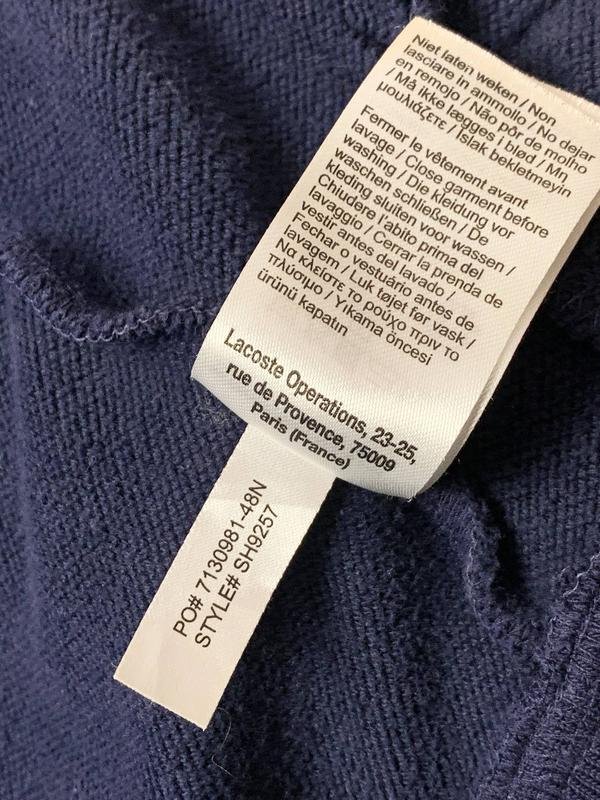 Niet laten weken / Non
lasciare in ammollo / No dejar
en remojo / Não pôr de molho
/ Må ikke lægges i blød / Μη
μουλιάζετε / Islak bekletmeyin
Fermer le vêtement avant
lavage / Close garment before
washing / Die Kleidung vor
waschen schließen / De
kleding sluiten voor wassen /
Chiudere l'abito prima del
lavaggio / Cerrar la prenda de
vestir antes del lavado /
Fechar o vestuário antes de
lavagem / Luk tøjet før vask /
Να κλείστε το ρούχο πριν το
πλύσιμο / Yıkama öncesi
ürünü kapatın
Lacoste Operations, 23-25,
rue de Provence, 75009
Paris (France)
PO# 7130981-48N
STYLE# SH9257